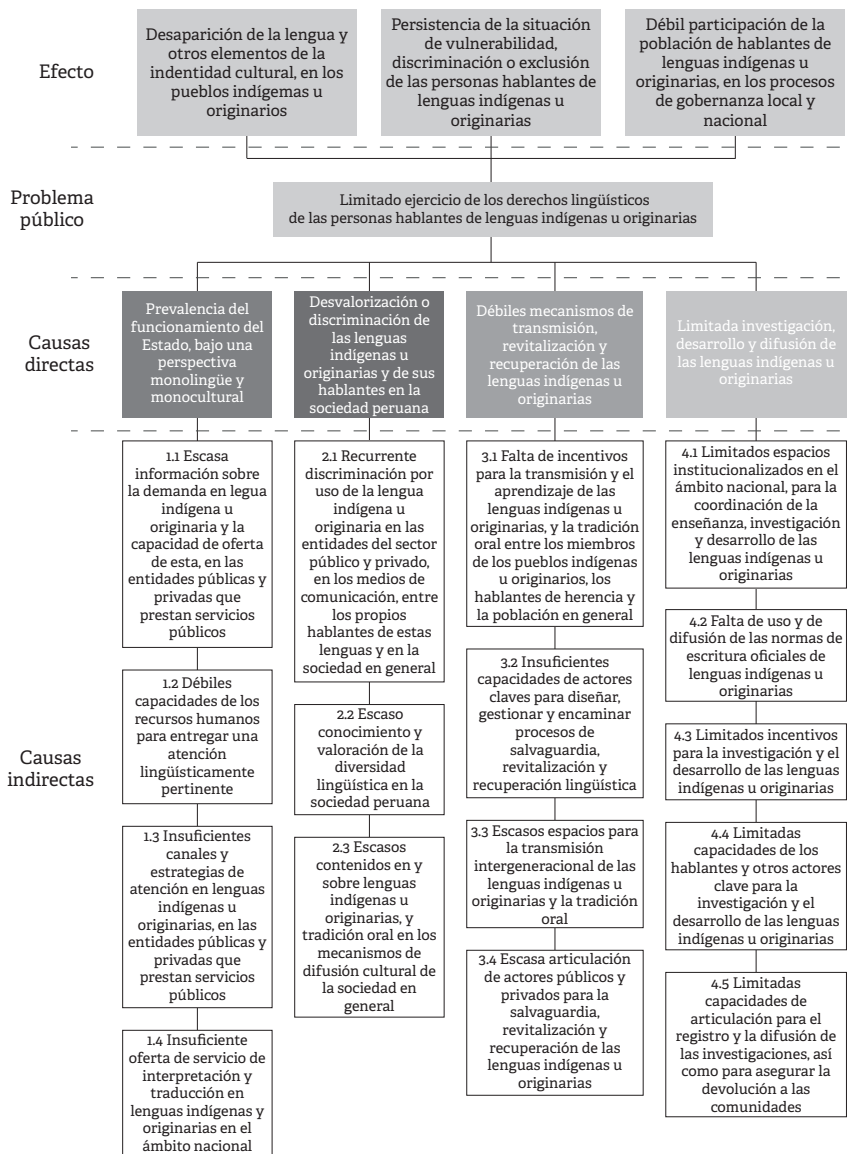 Efecto
Desaparición de la lengua y
otros elementos de la
indentidad cultural, en los
pueblos indígemas u
originarios
Persistencia de la situación
de vulnerabilidad,
discriminación o exclusión
de las personas hablantes de
lenguas indígenas u
originarias
Débil participación de la
población de hablantes de
lenguas indígenas u
originarias, en los procesos
de gobernanza local y
nacional
Problema
público
Limitado ejercicio de los derechos lingüísticos
de las personas hablantes de lenguas indígenas u originarias
Causas
directas
Prevalencia del
funcionamiento del
Estado, bajo una
perspectiva
monolingüe y
monocultural
Desvalorización o
discriminación de
las lenguas
indígenas u
originarias y de sus
hablantes en la
sociedad peruana
Débiles mecanismos de
transmisión,
revitalización y
recuperación de las
lenguas indígenas u
originarias
Limitada investigación,
desarrollo y difusión de
las lenguas indígenas u
originarias
Causas
indirectas
1.1 Escasa
información sobre
la demanda en legua
indígena u
originaria y la
capacidad de oferta
de esta, en las
entidades públicas y
privadas que
prestan servicios
públicos
1.2 Débiles
capacidades de los
recursos humanos
para entregar una
atención
lingüísticamente
pertinente
1.3 Insuficientes
canales y
estrategias de
atención en lenguas
indígenas u
originarias, en las
entidades públicas y
privadas que
prestan servicios
públicos
1.4 Insuficiente
oferta de servicio de
interpretación y
traducción en
lenguas indígenas y
originarias en el
ámbito nacional
2.1 Recurrente
discriminación por
uso de la lengua
indígena u
originaria en las
entidades del sector
público y privado,
en los medios de
comunicación, entre
los propios
hablantes de estas
lenguas y en la
sociedad en general
2.2 Escaso
conocimiento y
valoración de la
diversidad
lingüística en la
sociedad peruana
2.3 Escasos
contenidos en y
sobre lenguas
indígenas u
originarias, y
tradición oral en los
mecanismos de
difusión cultural de
la sociedad en
general
3.1 Falta de incentivos
para la transmisión y el
aprendizaje de las
lenguas indígenas u
originarias, y la tradición
oral entre los miembros
de los pueblos indígenas
u originarios, los
hablantes de herencia y
la población en general
3.2 Insuficientes
capacidades de actores
claves para diseñar,
gestionar y encaminar
procesos de
salvaguardia,
revitalización y
recuperación lingüística
3.3 Escasos espacios para
la transmisión
intergeneracional de las
lenguas indígenas u
originarias y la tradición
oral
3.4 Escasa articulación
de actores públicos y
privados para la
salvaguardia,
revitalización y
recuperación de las
lenguas indígenas u
originarias
4.1 Limitados espacios
institucionalizados en el
ámbito nacional, para la
coordinación de la
enseñanza, investigación
y desarrollo de las
lenguas indígenas u
originarias
4.2 Falta de uso y de
difusión de las normas de
escritura oficiales de
lenguas indígenas u
originarias
4.3 Limitados incentivos
para la investigación y el
desarrollo de las lenguas
indígenas u originarias
4.4 Limitadas
capacidades de los
hablantes y otros actores
clave para la
investigación y el
desarrollo de las lenguas
indígenas u originarias
4.5 Limitadas
capacidades de
articulación para el
registro y la difusión de
las investigaciones, así
como para asegurar la
devolución a las
comunidades